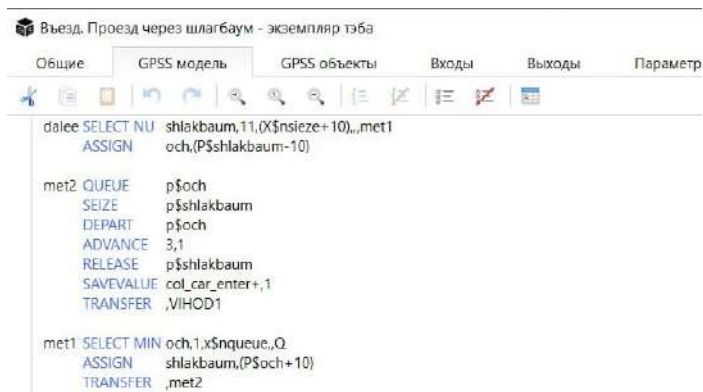 Въезд. Проезд через шлагбаум - экземпляр тэба
Общие GPSS модель GPSS объекты Входы Выходы Параметр
dalee SELECT NU shlakbaum,11,(X$nsieze+10),,,met1
ASSIGN och,(P$shlakbaum-10)
met2 QUEUE p$och
SEIZE p$shlakbaum
DEPART p$och
ADVANCE 3,1
RELEASE p$shlakbaum
SAVEVALUE col_car_enter+,1
TRANSFER ,VIHOD1
met1 SELECT MIN och,1,x$nqueue,,Q
ASSIGN shlakbaum,(P$och+10)
TRANSFER ,met2